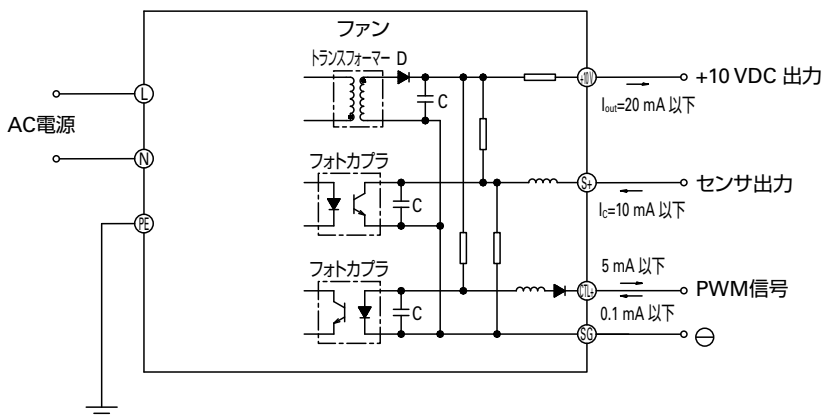 ファン
トランスフォーマー D
+10V
+10 VDC 出力
C
Iout=20 mA 以下
L
AC電源
N
フォトカプラ
S+
センサ出力
C
IC=10 mA 以下
PE
フォトカプラ
5 mA 以下
CTL+
PWM信号
C
0.1 mA 以下
SG
⊖